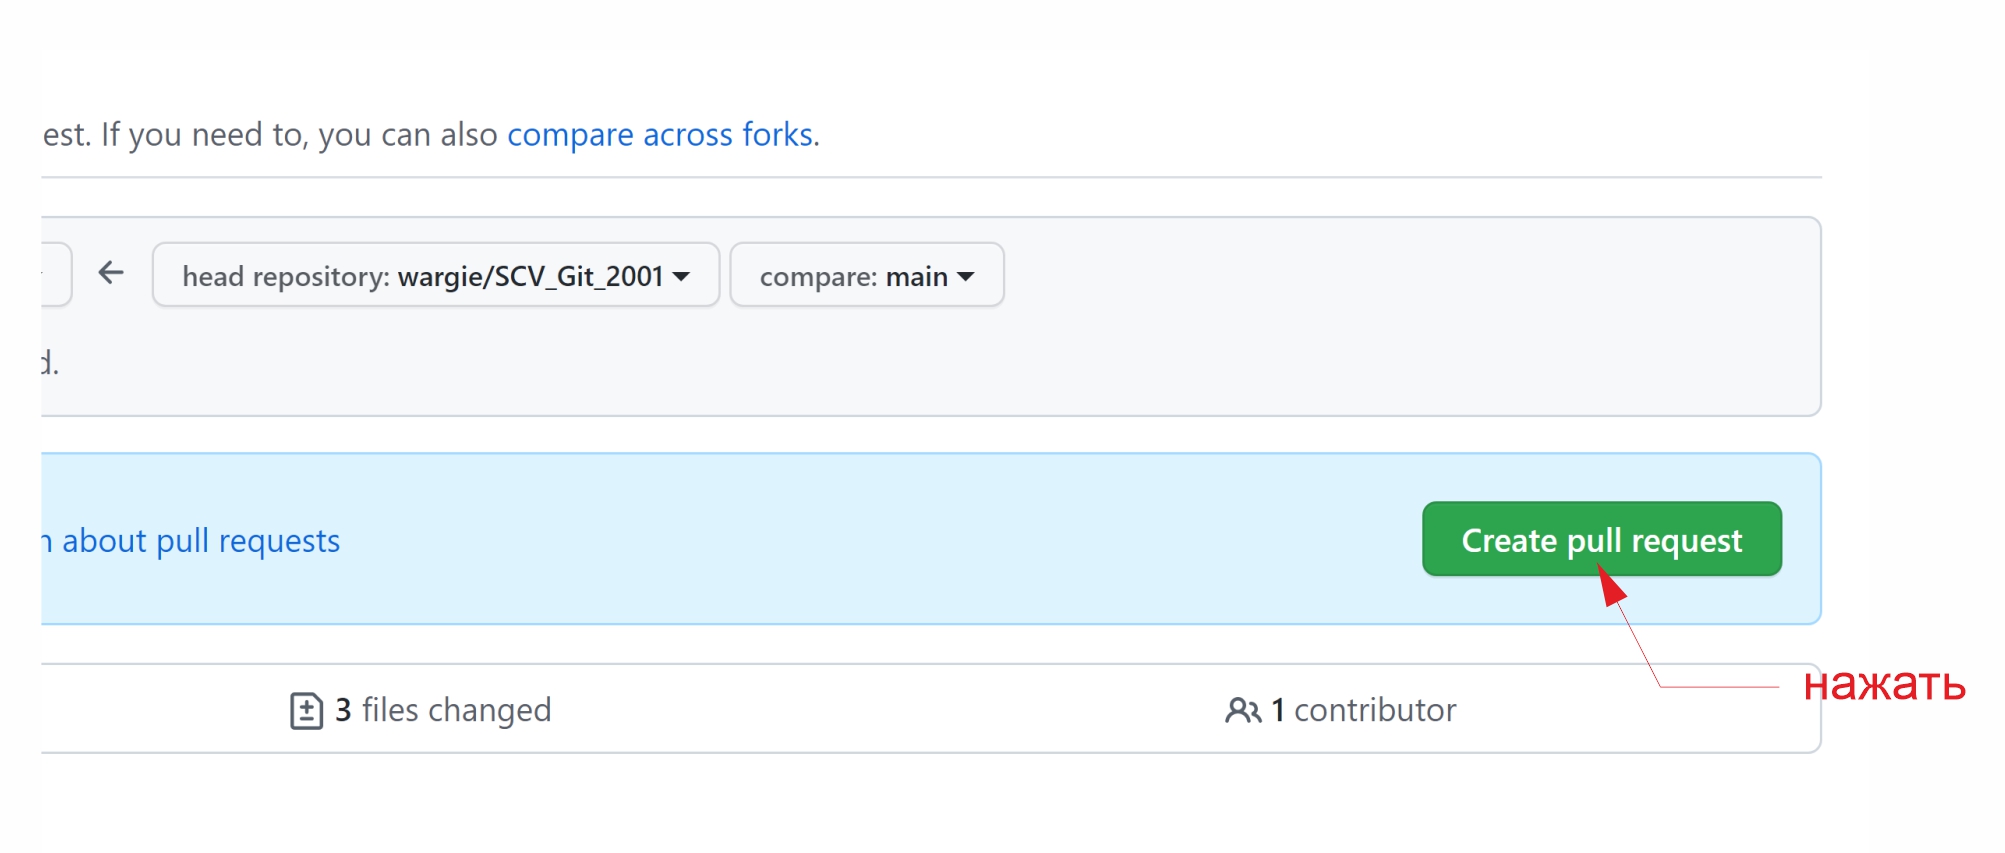 est. If you need to, you can also compare across forks.
head repository: wargie/SCV_Git_2001 compare: main
d.
n about pull requests
Create pull request
нажать
3 files changed
1 contributor